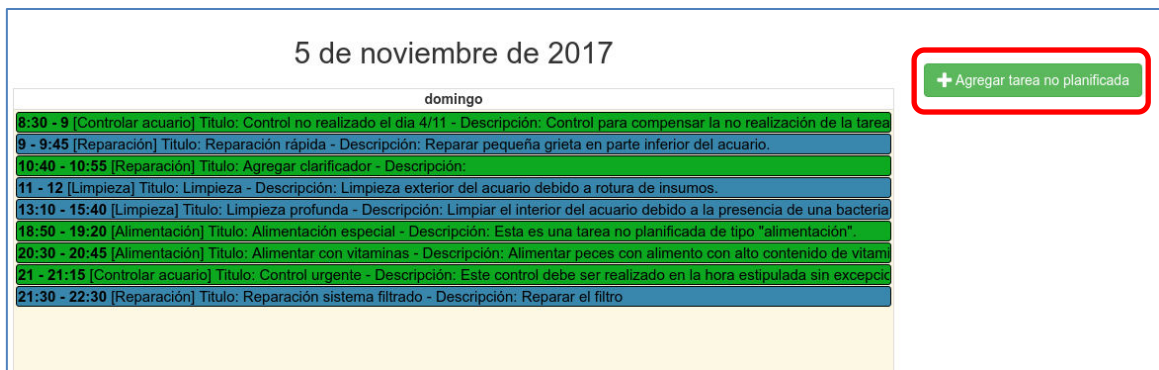 5 de noviembre de 2017
Agregar tarea no planificada
domingo
8:30 - 9 [Controlar acuario] Titulo: Control no realizado el dia 4/11 - Descripción: Control para compensar la no realización de la tarea
9 - 9:45 [Reparación] Titulo: Reparación rápida - Descripción: Reparar pequeña grieta en parte inferior del acuario.
10:40 - 10:55 [Reparación] Titulo: Agregar clarificador - Descripción:
11 - 12 [Limpieza] Titulo: Limpieza - Descripción: Limpieza exterior del acuario debido a rotura de insumos.
13:10 - 15:40 [Limpieza] Titulo: Limpieza profunda - Descripción: Limpiar el interior del acuario debido a la presencia de una bacteria
18:50 - 19:20 [Alimentación] Titulo: Alimentación especial - Descripción: Esta es una tarea no planificada de tipo "alimentación".
20:30 - 20:45 [Alimentación] Titulo: Alimentar con vitaminas - Descripción: Alimentar peces con alimento con alto contenido de vitami
21 - 21:15 [Controlar acuario] Titulo: Control urgente - Descripción: Este control debe ser realizado en la hora estipulada sin excepcio
21:30 - 22:30 [Reparación] Titulo: Reparación sistema filtrado - Descripción: Reparar el filtro